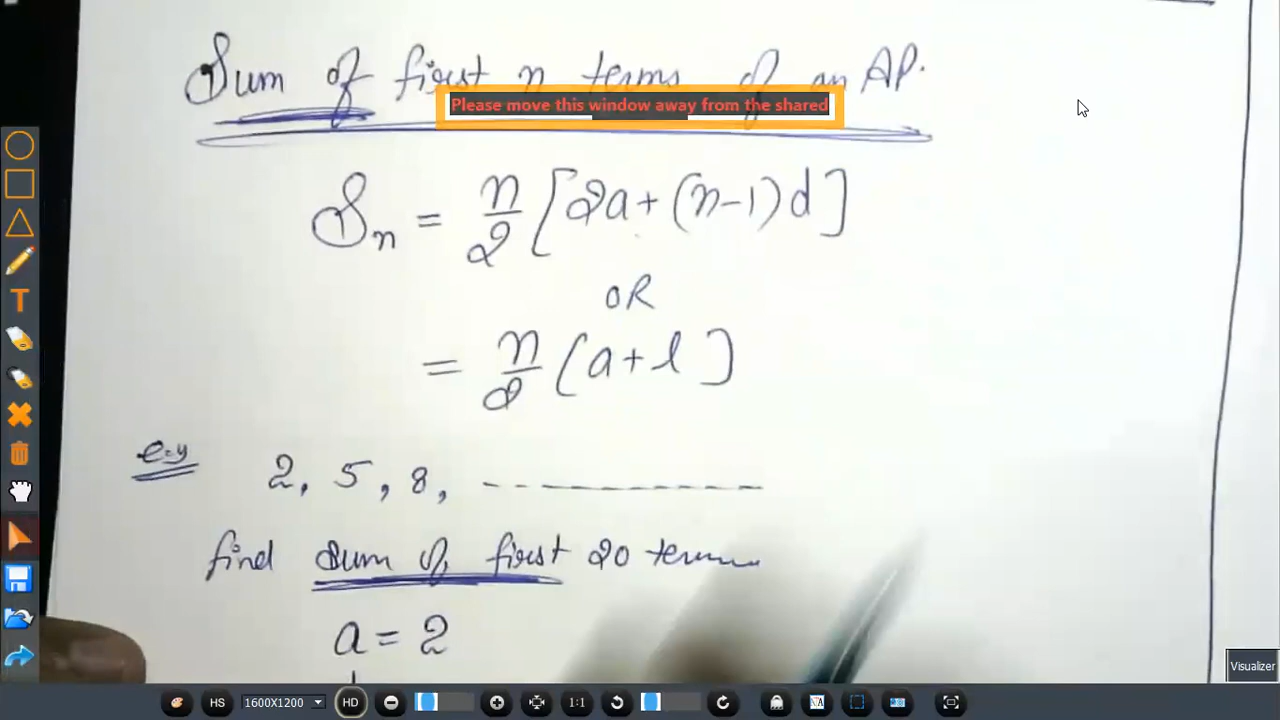 Sum of first n terms of an AP.
Please move this window away from the shared
Sn = n/2 [2a + (n-1)d]
OR
= n/2 [a + l]
e.g 2, 5, 8, ------------
find Sum of first 20 terms
a = 2
HS 1600X1200 HD 1:1
Visualizer